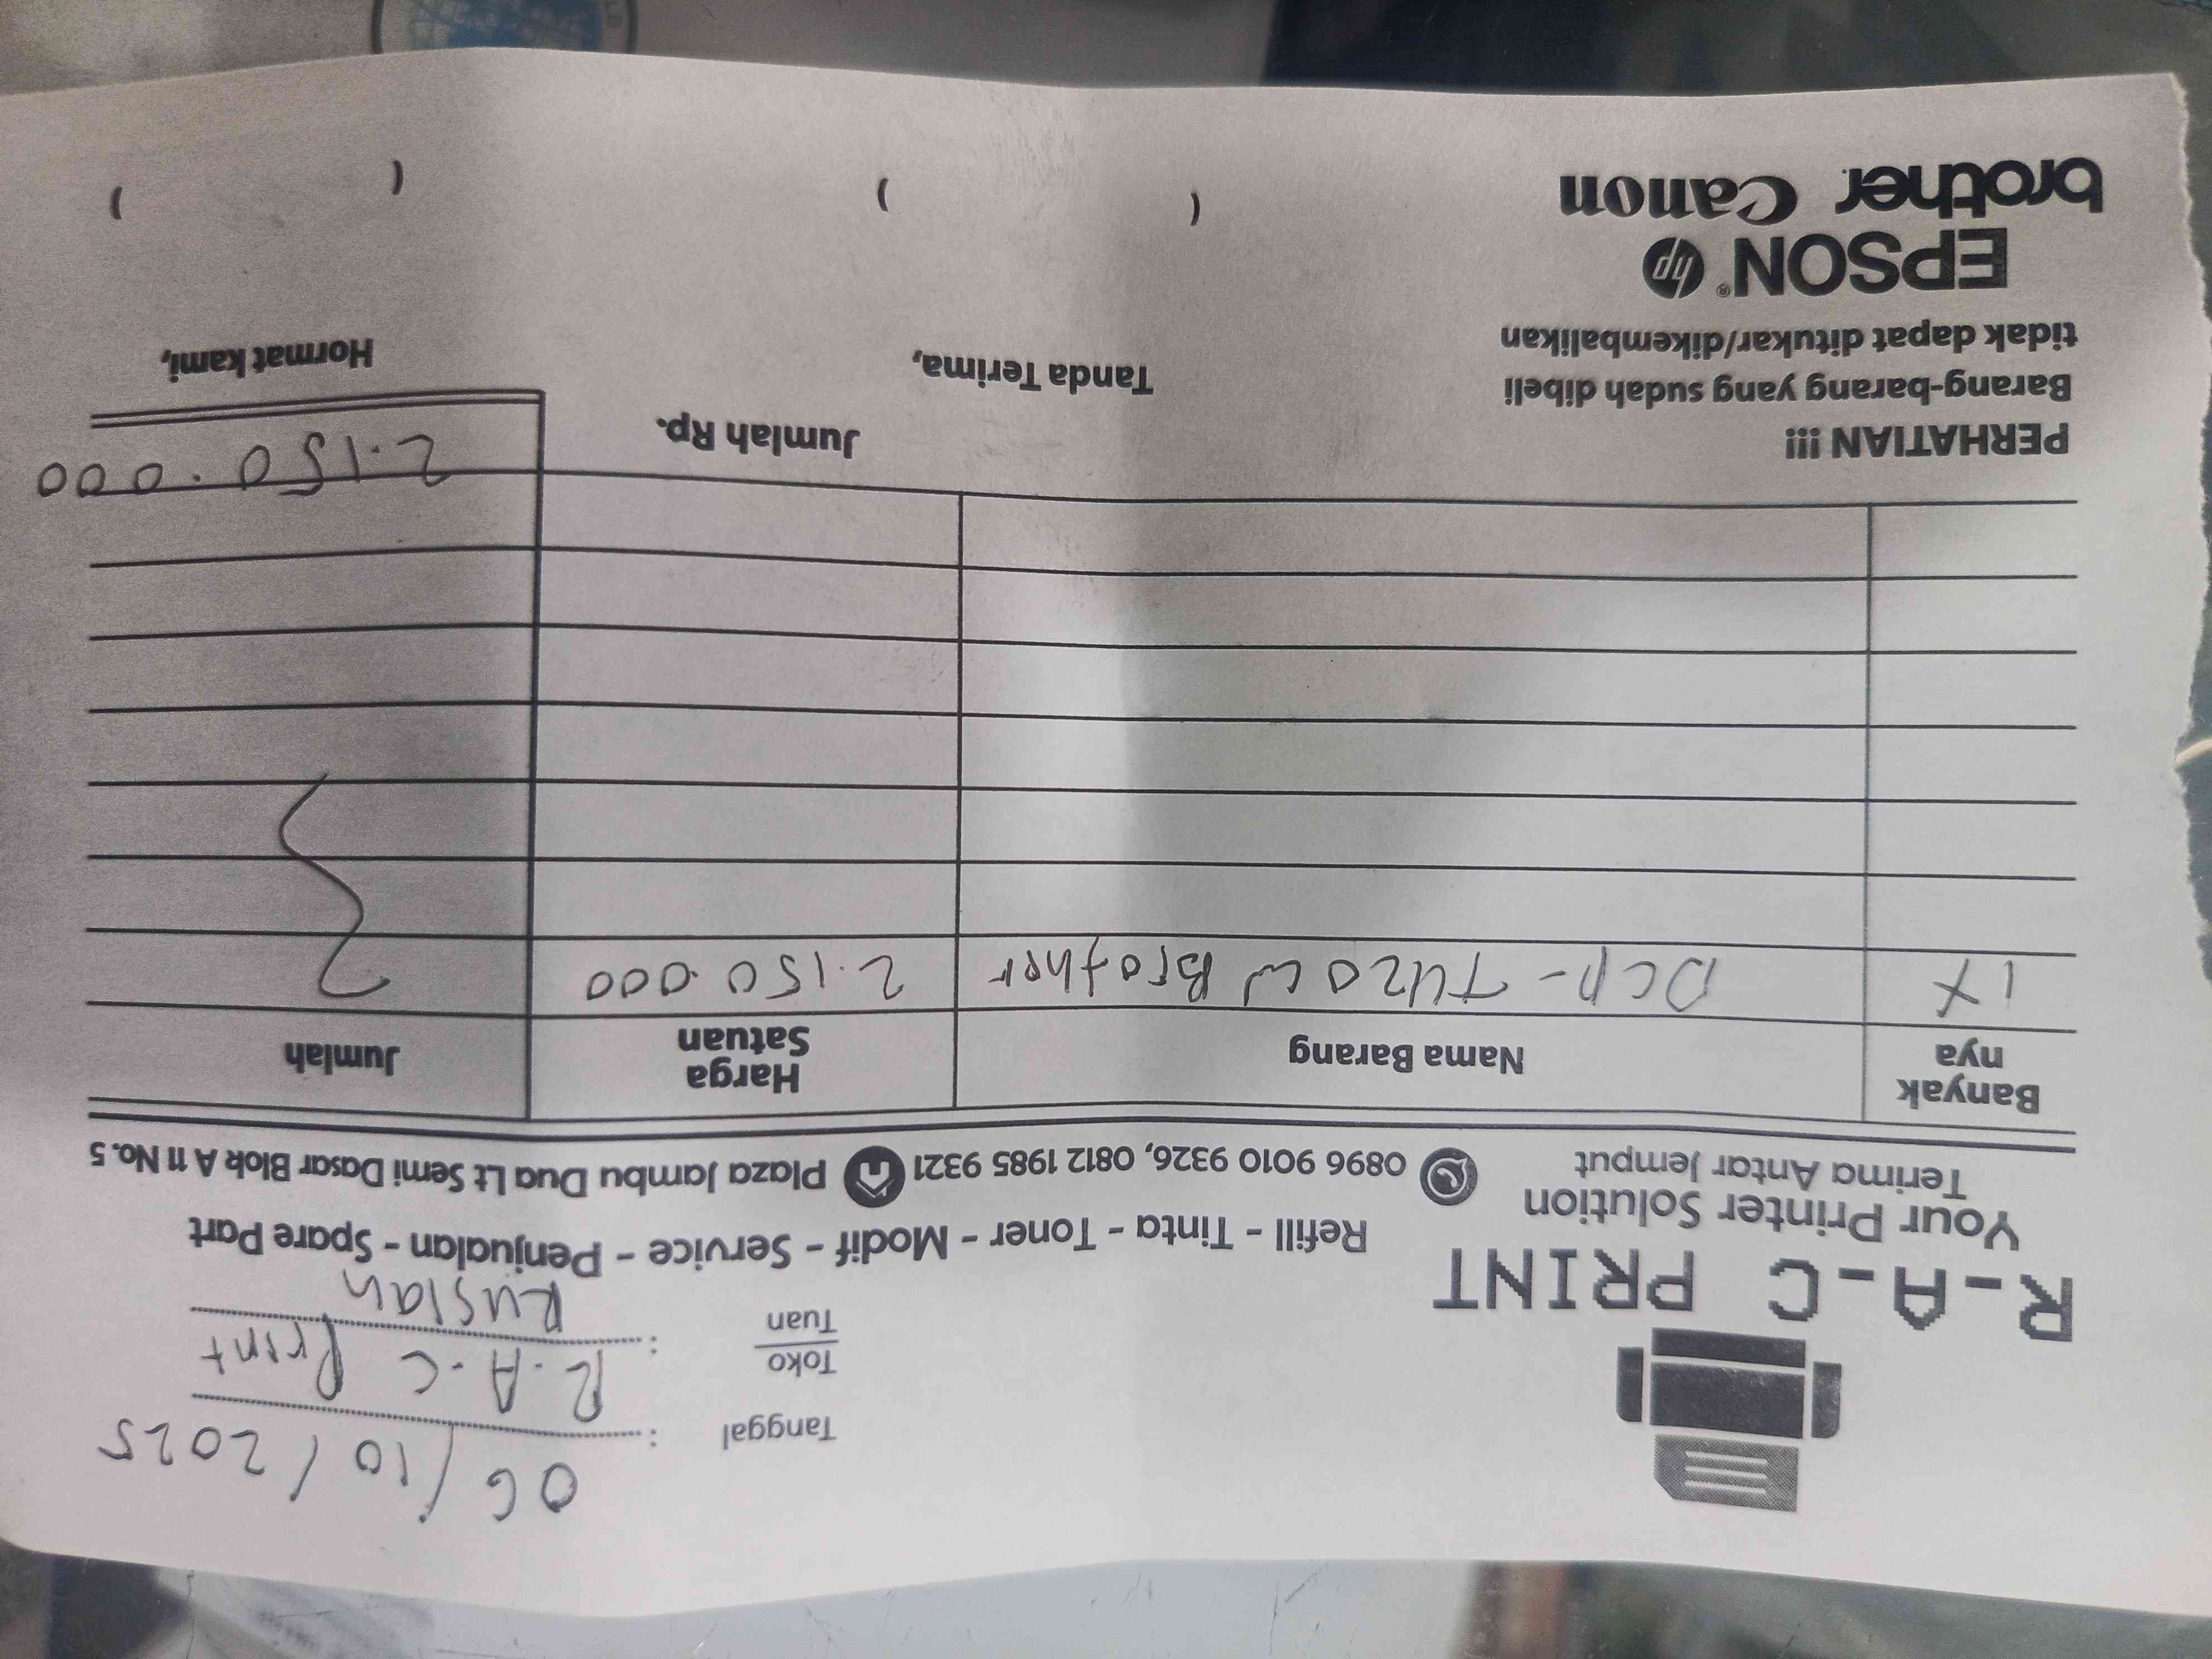 06/10/2025
Tanggal :
R.A.C Print
Toko
Tuan :
Ruslan
R-A-C PRINT
Your Printer Solution
Terima Antar Jemput
Refill - Tinta - Toner - Modif - Service - Penjualan - Spare Part
0896 9010 9326, 0812 1985 9321 Plaza Jambu Dua Lt Semi Dasar Blok A 11 No. 5
Banyak nya Nama Barang Harga Satuan Jumlah
1 X DCP-T420W Brother 2.150.000
PERHATIAN !!!
Barang-barang yang sudah dibeli
tidak dapat ditukar/dikembalikan
Jumlah Rp. 2.150.000
Tanda Terima, Hormat kami,
EPSON® hp
brother Canon
( ) ( )